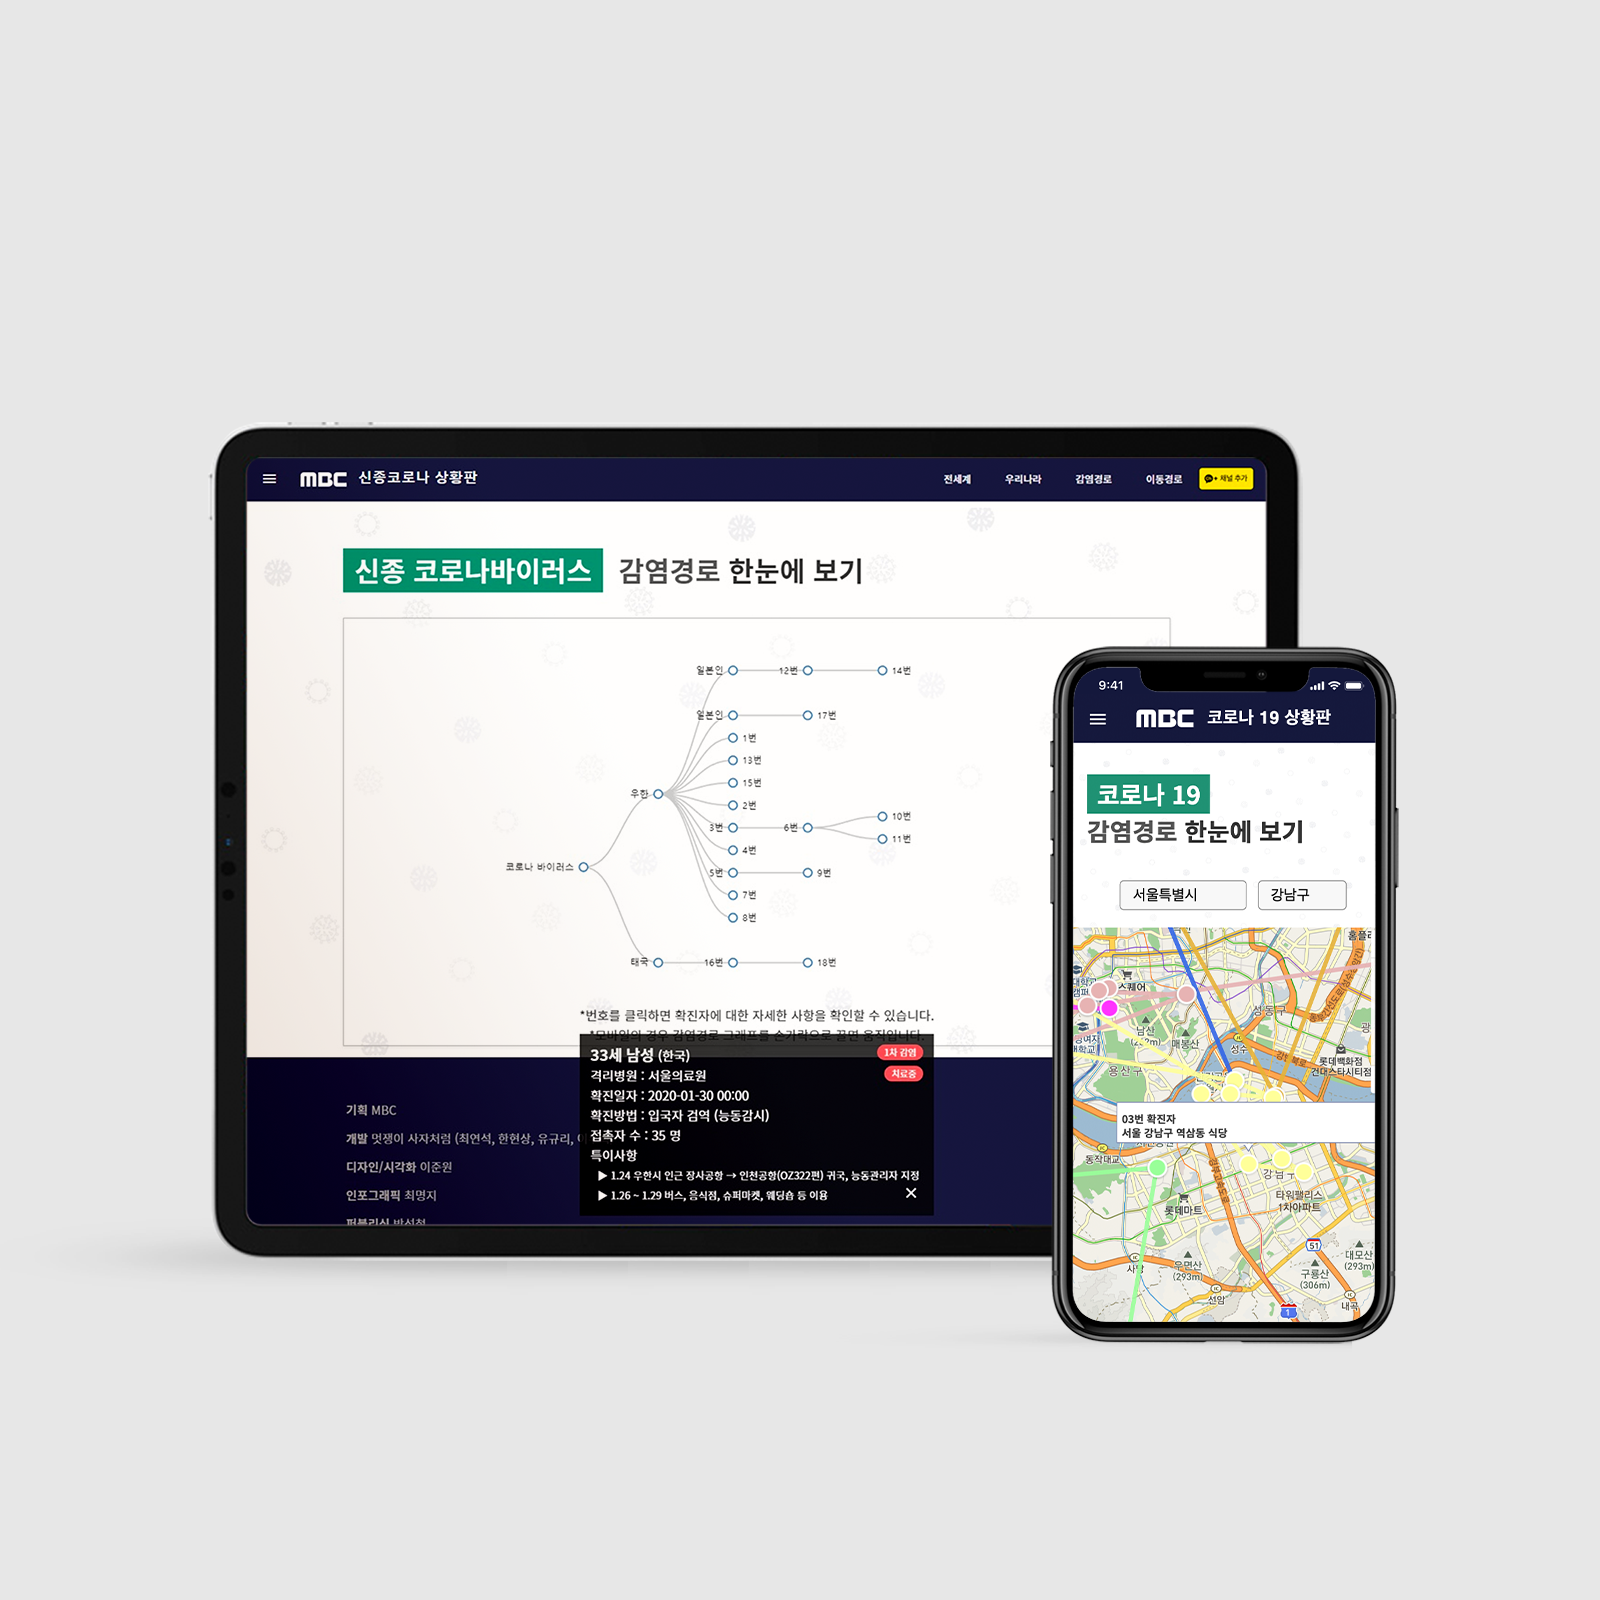 MBC 신종코로나 상황판
전세계 우리나라 감염경로 이동경로 채널 추가
신종 코로나바이러스 감염경로 한눈에 보기
일본인 12번 14번
일본인 17번
1번
13번
15번
우한
2번
3번 6번 10번
11번
4번
코로나 바이러스
5번 9번
7번
8번
태국 16번 18번
*번호를 클릭하면 확진자에 대한 자세한 사항을 확인할 수 있습니다.
*모바일의 경우 감염경로 그래프를 손가락으로 끌면 움직입니다.
33세 남성 (한국) 1차 감염
격리병원 : 서울의료원 치료중
확진일자 : 2020-01-30 00:00
확진방법 : 입국자 검역 (능동감시)
접촉자 수 : 35 명
특이사항
▶ 1.24 우한시 인근 장사공항 → 인천공항(OZ322편) 귀국, 능동관리자 지정
▶ 1.26 ~ 1.29 버스, 음식점, 슈퍼마켓, 웨딩숍 등 이용
기획 MBC
개발 멋쟁이 사자처럼 (최연석, 한현상, 유규리,
디자인/시각화 이준원
인포그래픽 최명지
9:41
MBC 코로나 19 상황판
코로나 19
감염경로 한눈에 보기
서울특별시 강남구
홈플러
스퀘어
성동구
남산
매봉산
성수
용산구
롯데백화점
건대스타시티점
03번 확진자
서울 강남구 역삼동 식당
동작대교
강남구
타워팰리스
1차아파트
롯데마트
51
대모산
(293m)
우면산
(293m)
구룡산
(306m)
선암
내곡
1